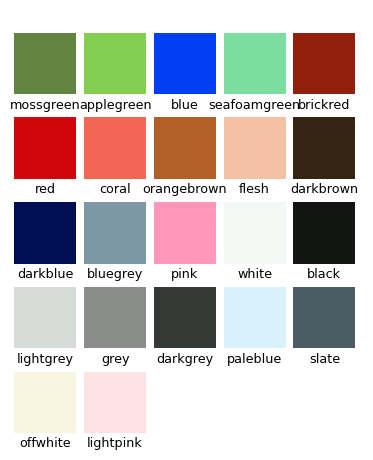 mossgreen applegreen blue seafoamgreen brickred
red coral orangebrown flesh darkbrown
darkblue bluegrey pink white black
lightgrey grey darkgrey paleblue slate
offwhite lightpink